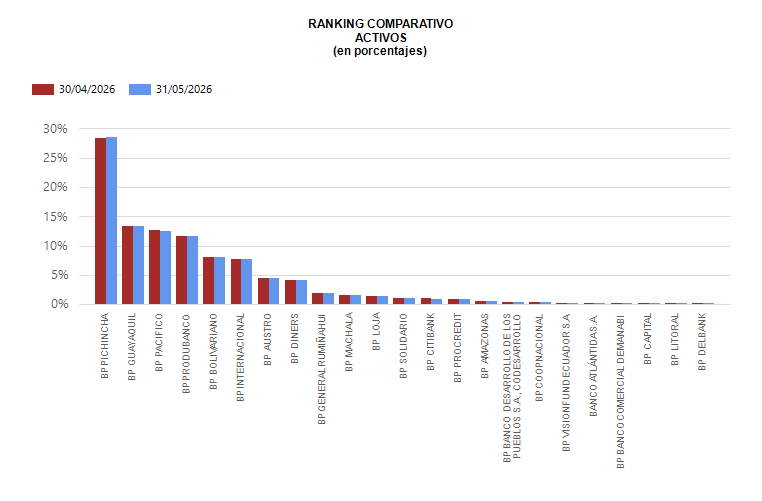 RANKING COMPARATIVO
ACTIVOS
(en porcentajes)
30/04/2026
31/05/2026
30%
25%
20%
15%
10%
5%
0%
BP PICHINCHA
BP GUAYAQUIL
BP PACIFICO
BP PRODUBANCO
BP BOLIVARIANO
BP INTERNACIONAL
BP AUSTRO
BP DINERS
BP GENERAL RUMIÑAHUI
BP MACHALA
BP LOJA
BP SOLIDARIO
BP CITIBANK
BP PROCREDIT
BP AMAZONAS
BP BANCO DESARROLLO DE LOS
PUEBLOS S.A., CODESARROLLO
BP COOPNACIONAL
BP VISIONFUND ECUADOR S.A.
BANCO ATLANTIDA S.A.
BP BANCO COMERCIAL DE MANABI
BP CAPITAL
BP LITORAL
BP DELBANK